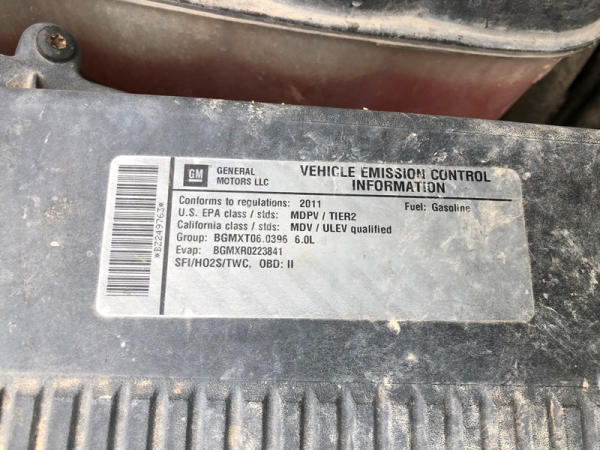 GM GENERAL MOTORS LLC
VEHICLE EMISSION CONTROL INFORMATION
Conforms to regulations: 2011 Fuel: Gasoline
U.S. EPA class / stds: MDPV / TIER2
California class / stds: MDV / ULEV qualified
Group: BGMXT06.0396 6.0L
Evap: BGMXR0223841
SFI/HO2S/TWC, OBD: II
*BZ249763*